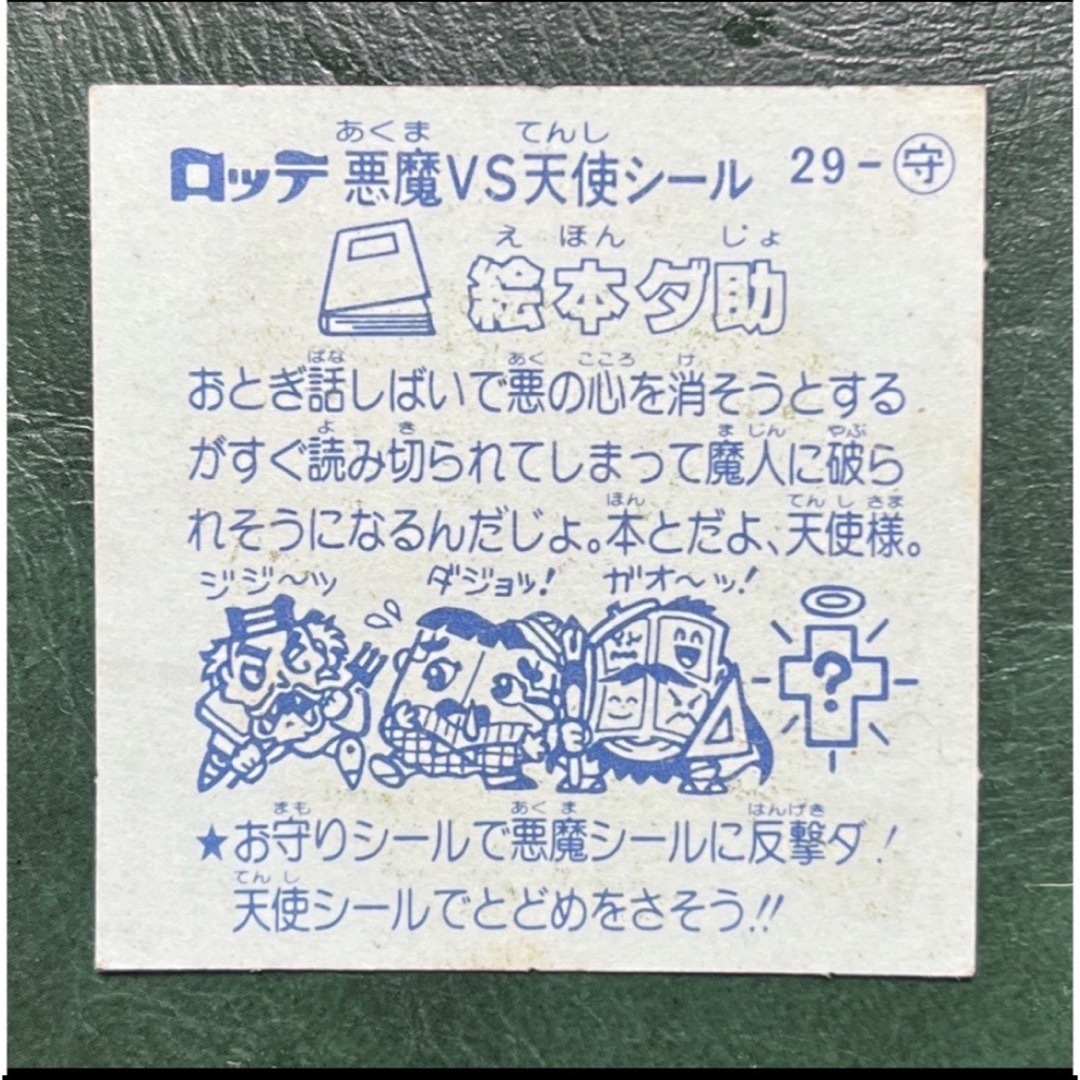 あくま てんし
ロッテ 悪魔VS天使シール 29-守
え ほん じょ
絵本ダ助
ばな あく こころ け
おとぎ話しばいで悪の心を消そうとする
よ き ま じん やぶ
がすぐ読み切られてしまって魔人に破ら
ほん てん し さま
れそうになるんだじょ。本とだよ、天使様。
ジジ〜ッ ダジョッ! ガオ〜ッ!
?
まも あく ま はんげき
★お守りシールで悪魔シールに反撃ダ!
てん し
天使シールでとどめをさそう!!